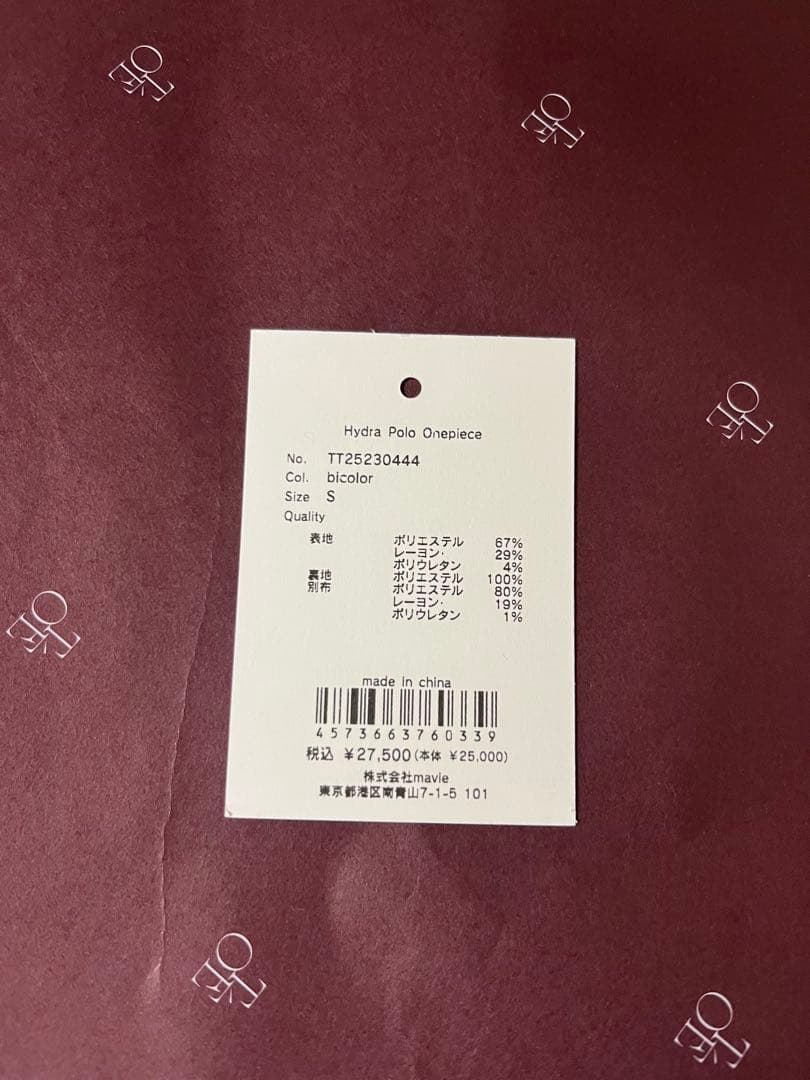 Hydra Polo Onepiece
No. TT25230444
Col. bicolor
Size S
Quality
表地 ポリエステル 67%
レーヨン・ 29%
ポリウレタン 4%
裏地 ポリエステル 100%
別布 ポリエステル 80%
レーヨン・ 19%
ポリウレタン 1%
made in china
4573663760339
税込 ¥27,500(本体 ¥25,000)
株式会社mavie
東京都港区南青山7-1-5 101